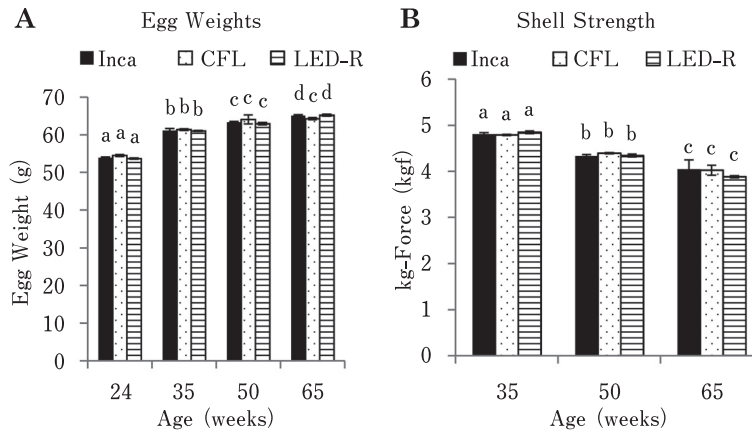 A Egg Weights
Inca CFL LED-R
70
60
50
40
30
20
10
0
Egg Weight (g)
a a a
b b b
c c c
d c d
24 35 50 65
Age (weeks)
B Shell Strength
Inca CFL LED-R
6
5
4
3
2
1
0
kg-Force (kgf)
a a a
b b b
c c c
35 50 65
Age (weeks)